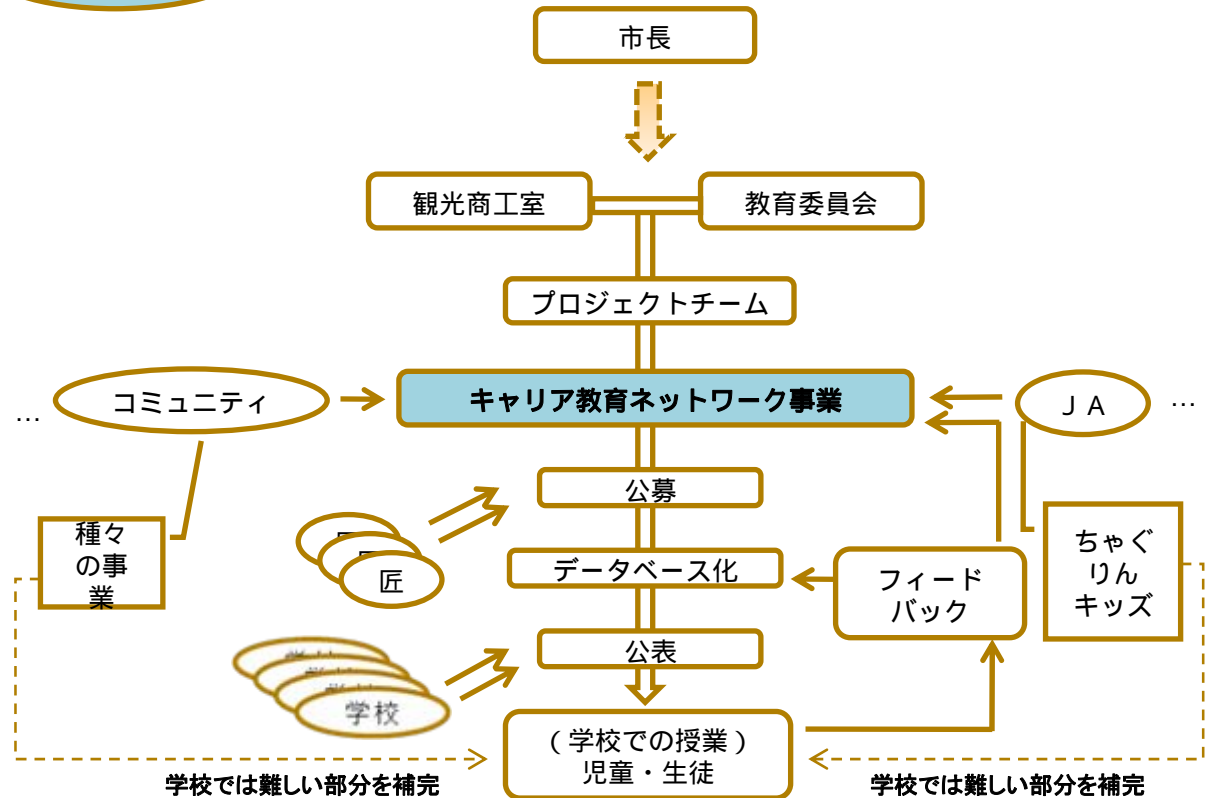 市長
観光商工室
教育委員会
プロジェクトチーム
…
コミュニティ
キャリア教育ネットワーク事業
ＪＡ
…
公募
種々
の事
業
匠
データベース化
フィード
バック
ちゃぐ
りん
キッズ
公表
学校
（学校での授業）
児童・生徒
学校では難しい部分を補完
学校では難しい部分を補完